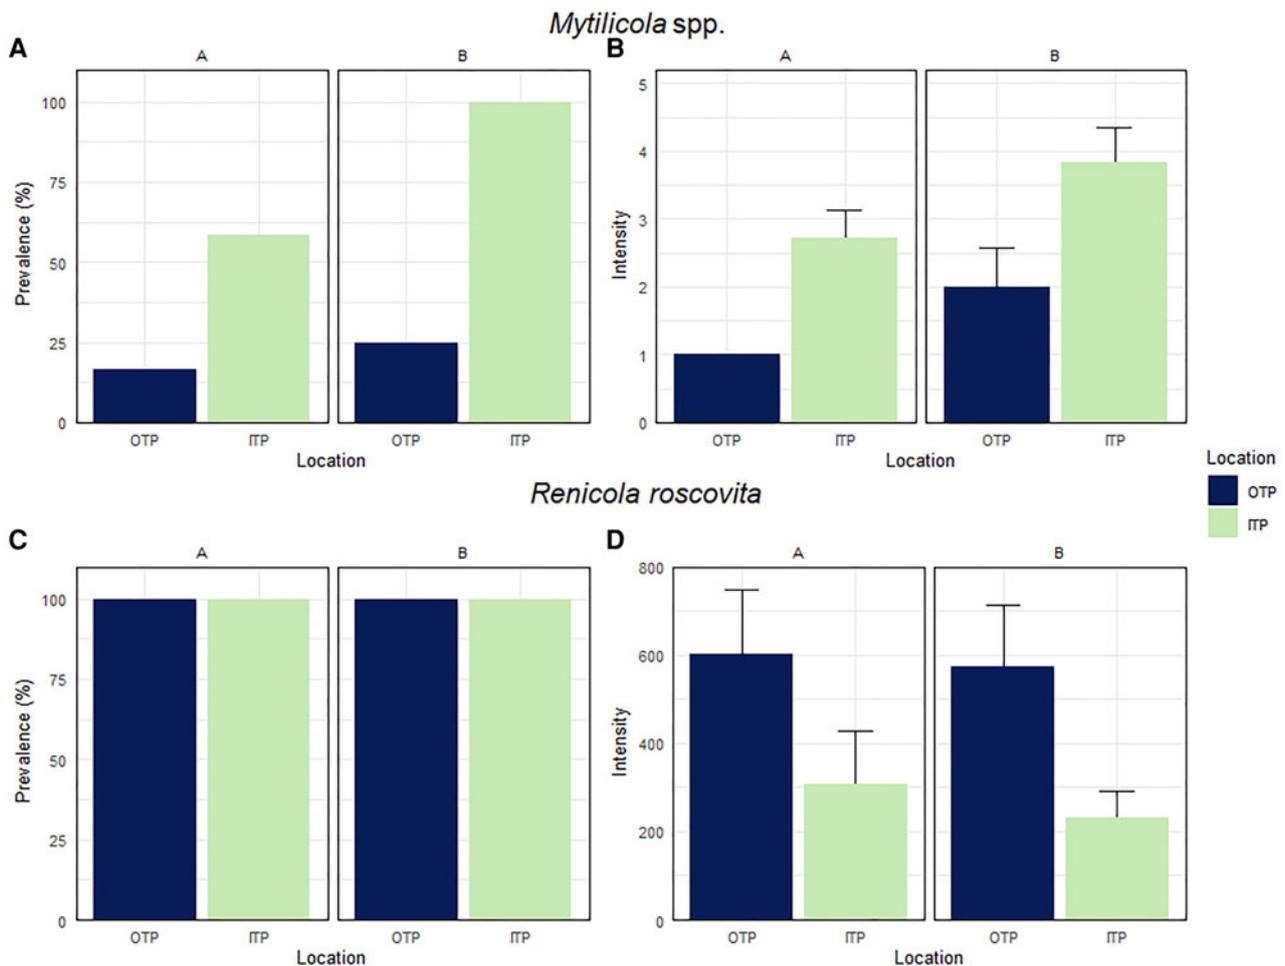 Mytilicola spp.
A
A
B
100
75
50
25
0
Prevalence (%)
OTP
ITP
OTP
ITP
Location
B
A
B
5
4
3
2
1
0
Intensity
OTP
ITP
OTP
ITP
Location
Location
OTP
ITP
Renicola roscovita
C
A
B
100
75
50
25
0
Prevalence (%)
OTP
ITP
OTP
ITP
Location
D
A
B
800
600
400
200
0
Intensity
OTP
ITP
OTP
ITP
Location